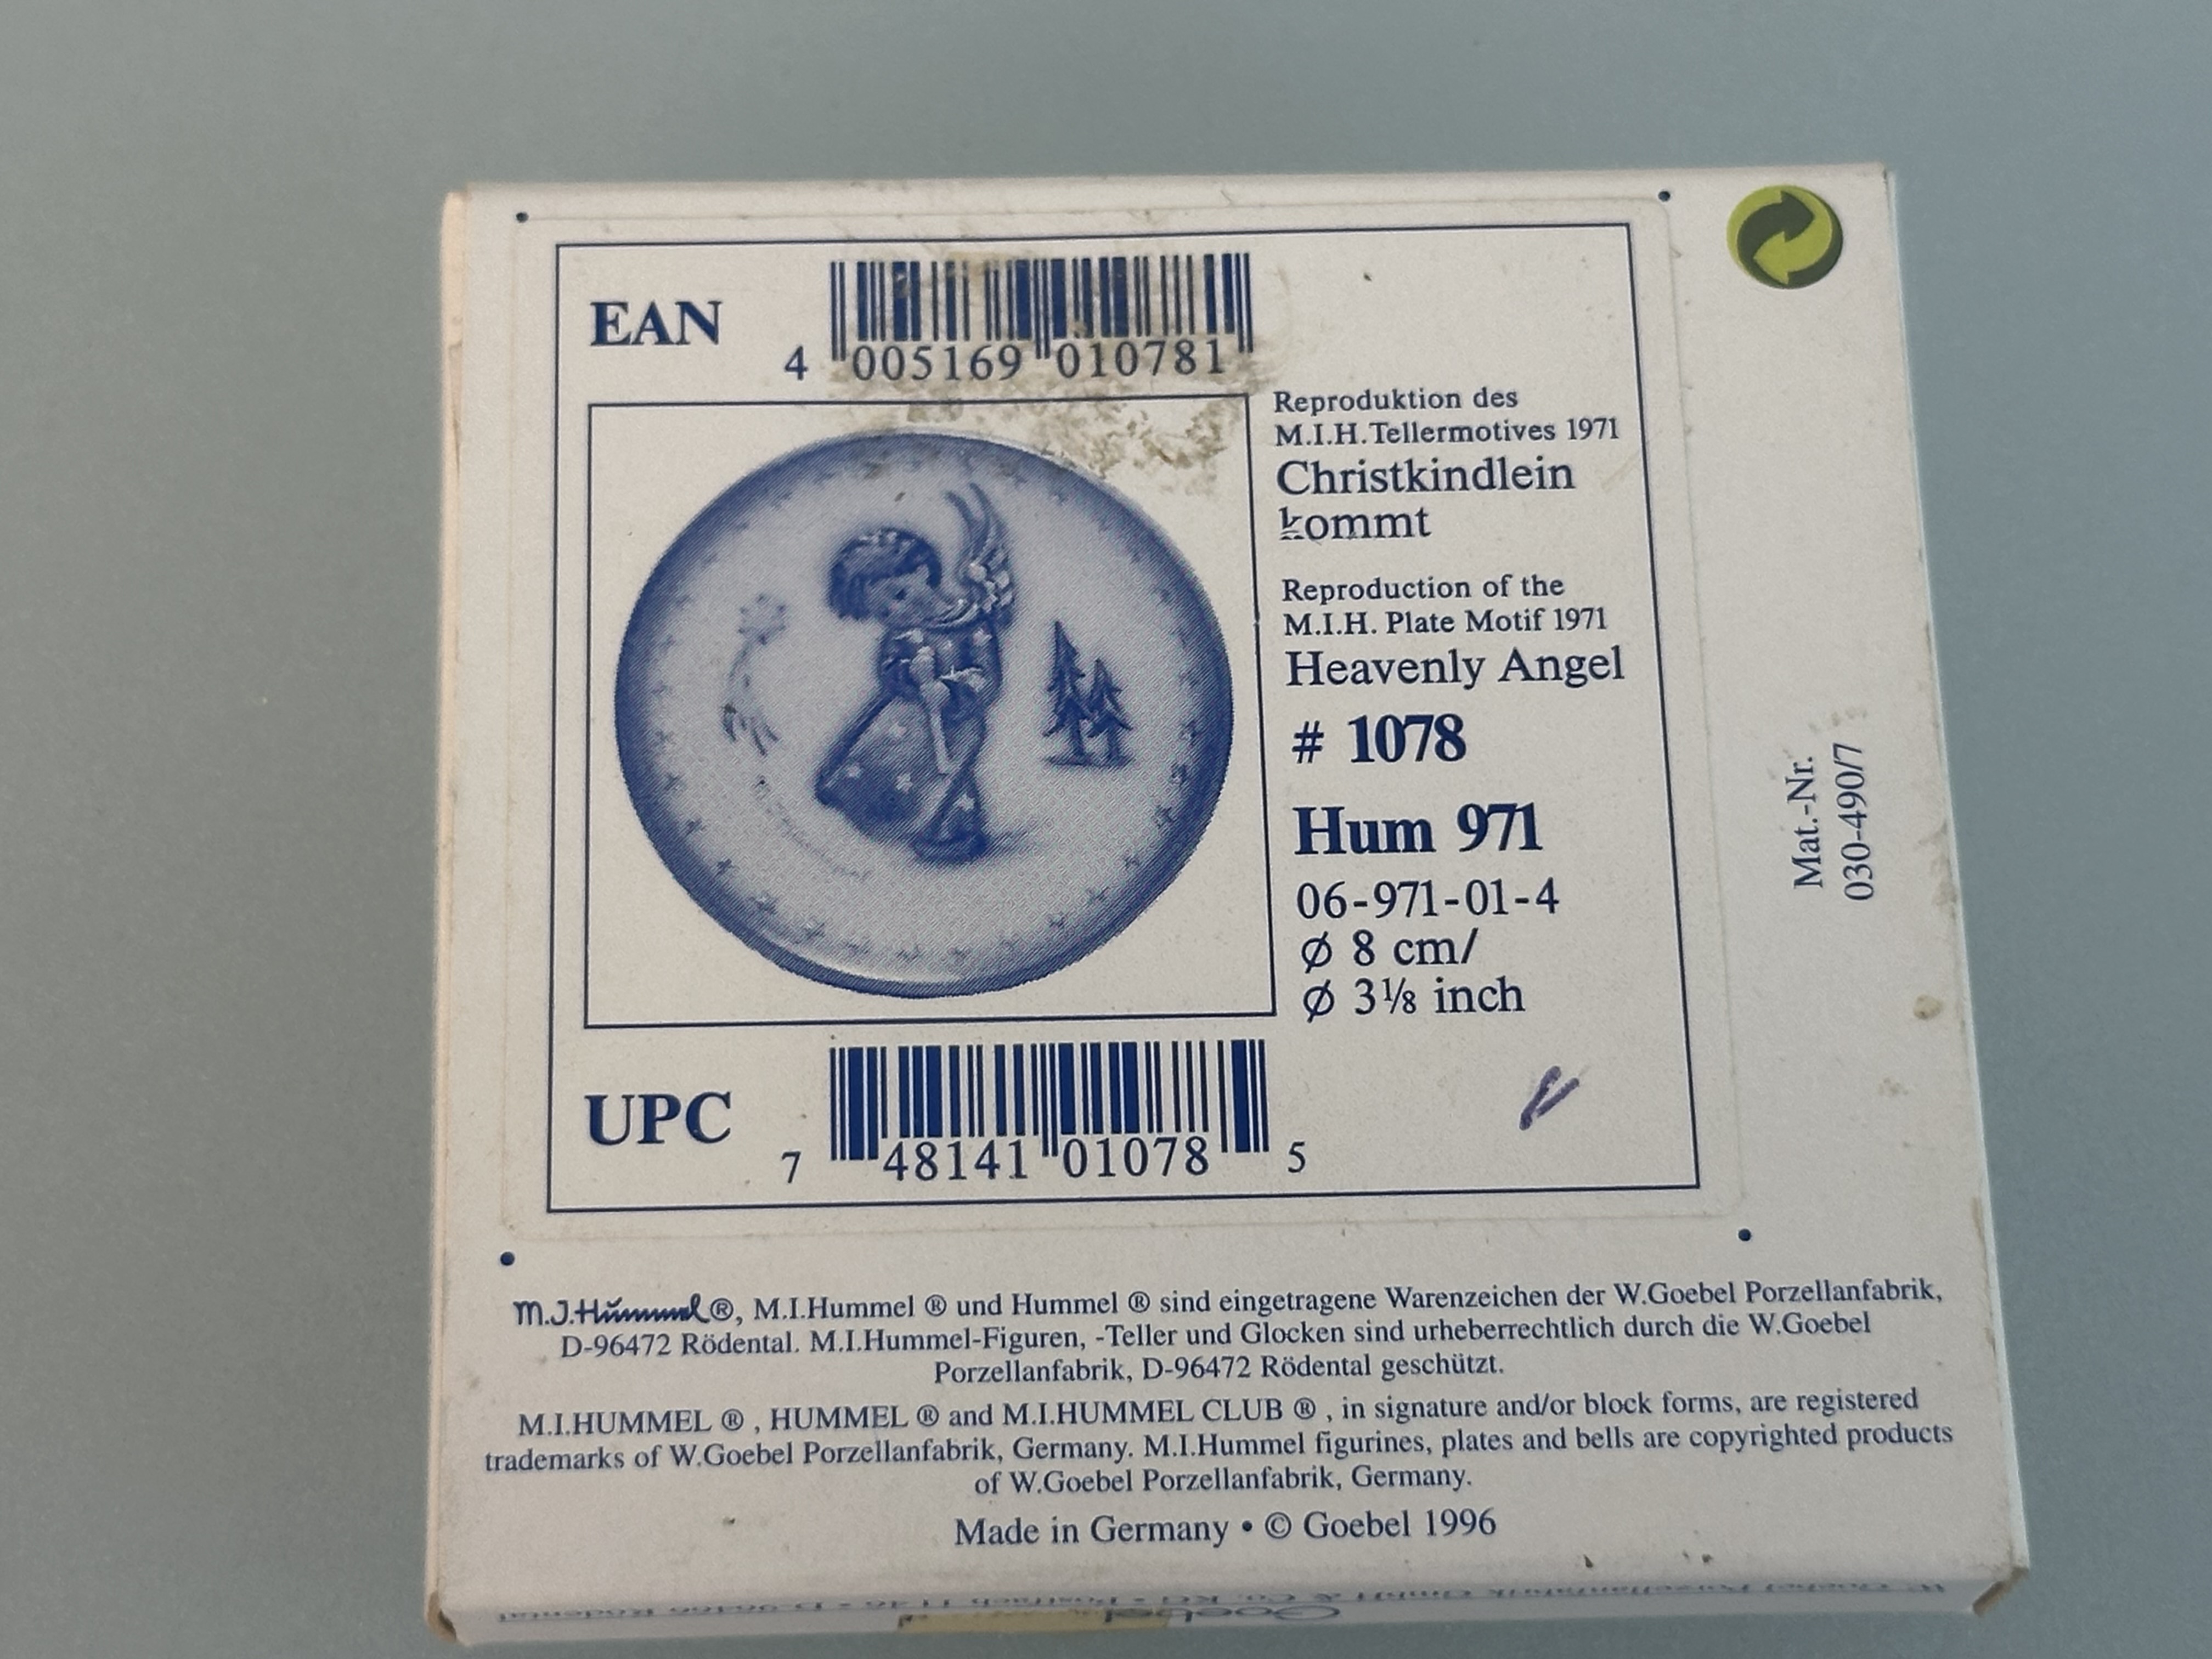 EAN
4 005169 010781
Reproduktion des
M.I.H.Tellermotives 1971
Christkindlein
kommt
Reproduction of the
M.I.H. Plate Motif 1971
Heavenly Angel
# 1078
Hum 971
06-971-01-4
Ø 8 cm/
Ø 3⅛ inch
UPC
7 48141 01078 5
Mat.-Nr.
030-490/7
M.J.Hümmel®, M.I.Hummel ® und Hummel ® sind eingetragene Warenzeichen der W.Goebel Porzellanfabrik,
D-96472 Rödental. M.I.Hummel-Figuren, -Teller und Glocken sind urheberrechtlich durch die W.Goebel
Porzellanfabrik, D-96472 Rödental geschützt.
M.I.HUMMEL ® , HUMMEL ® and M.I.HUMMEL CLUB ® , in signature and/or block forms, are registered
trademarks of W.Goebel Porzellanfabrik, Germany. M.I.Hummel figurines, plates and bells are copyrighted products
of W.Goebel Porzellanfabrik, Germany.
Made in Germany • © Goebel 1996
Goebel